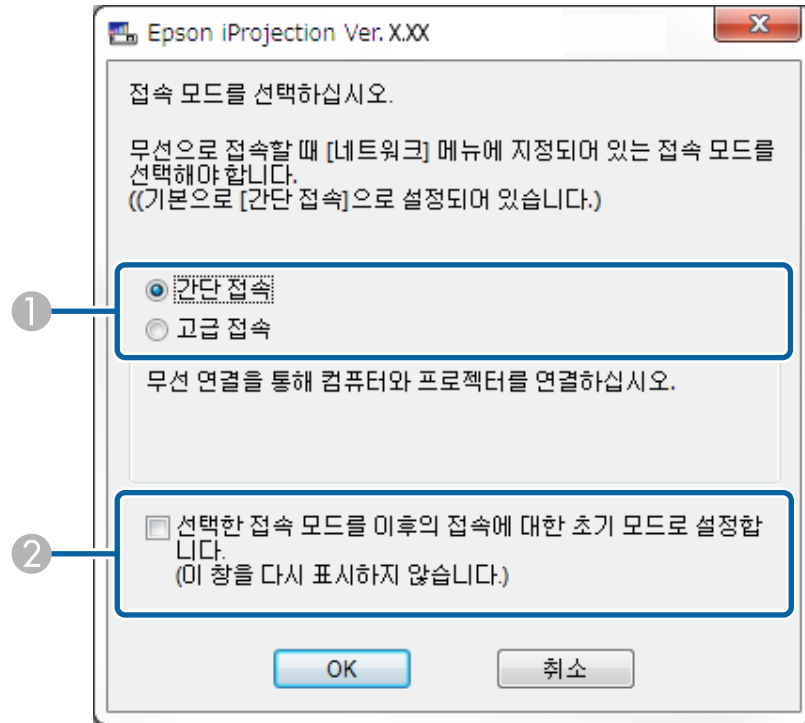 Epson iProjection Ver. X.XX
X
접속 모드를 선택하십시오.
무선으로 접속할 때 [네트워크] 메뉴에 지정되어 있는 접속 모드를
선택해야 합니다.
((기본으로 [간단 접속]으로 설정되어 있습니다.)
1
간단 접속
고급 접속
무선 연결을 통해 컴퓨터와 프로젝터를 연결하십시오.
2
선택한 접속 모드를 이후의 접속에 대한 초기 모드로 설정합
니다.
(이 창을 다시 표시하지 않습니다.)
OK
취소